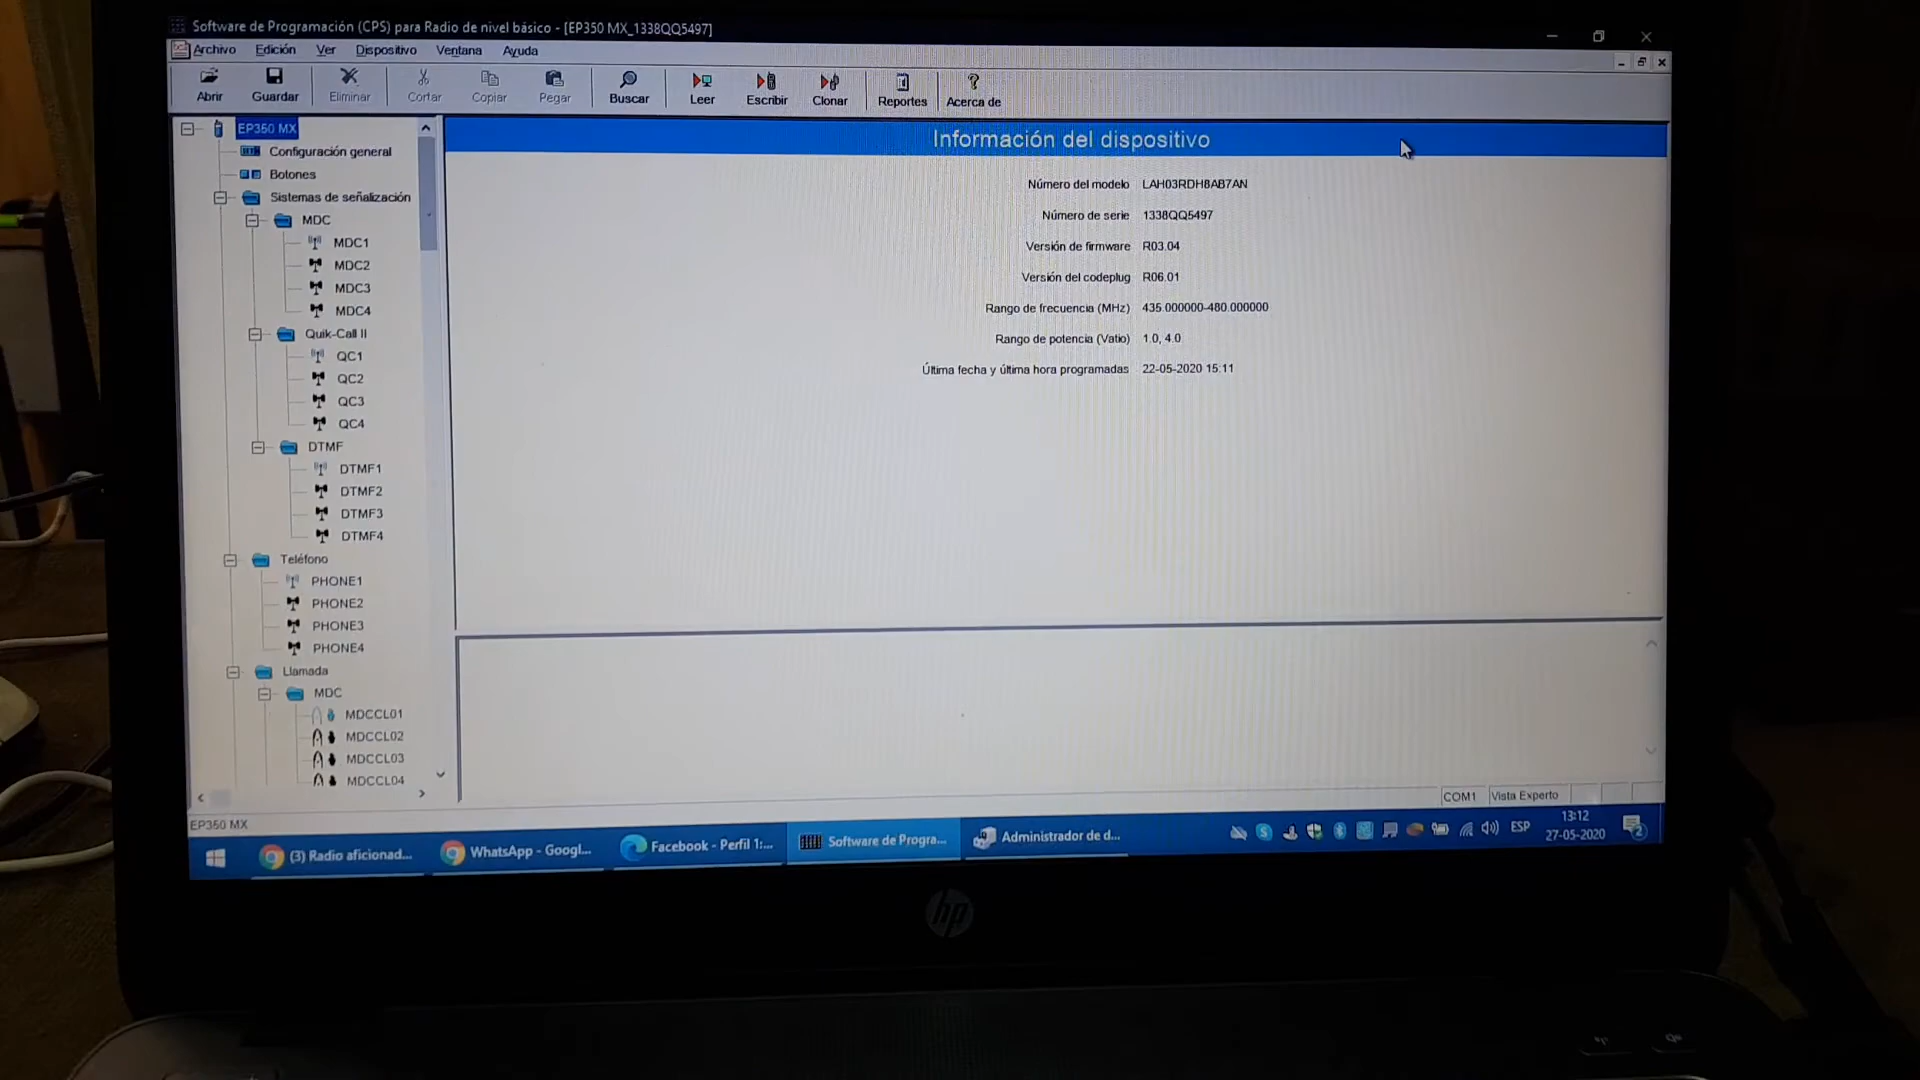 Software de Programación (CPS) para Radio de nivel básico - [EP350 MX_1338QQ5497]
Archivo Edición Ver Dispositivo Ventana Ayuda
Abrir Guardar Eliminar Cortar Copiar Pegar Buscar Leer Escribir Clonar Reportes Acerca de
EP350 MX
Configuración general
Botones
Sistemas de señalización
MDC
MDC1
MDC2
MDC3
MDC4
Quik-Call II
QC1
QC2
QC3
QC4
DTMF
DTMF1
DTMF2
DTMF3
DTMF4
Teléfono
PHONE1
PHONE2
PHONE3
PHONE4
Llamada
MDC
MDCCL01
MDCCL02
MDCCL03
MDCCL04
Información del dispositivo
Número del modelo LAH03RDH8AB7AN
Número de serie 1338QQ5497
Versión de firmware R03.04
Versión del codeplug R06.01
Rango de frecuencia (MHz) 435.000000-480.000000
Rango de potencia (Vatio) 1.0, 4.0
Última fecha y última hora programadas 22-05-2020 15:11
COM1 Vista Experto
EP350 MX
(3) Radio aficionad... WhatsApp - Googl... Facebook - Perfil 1:... Software de Progra... Administrador de d... ESP 13:12
27-05-2020
2
hp